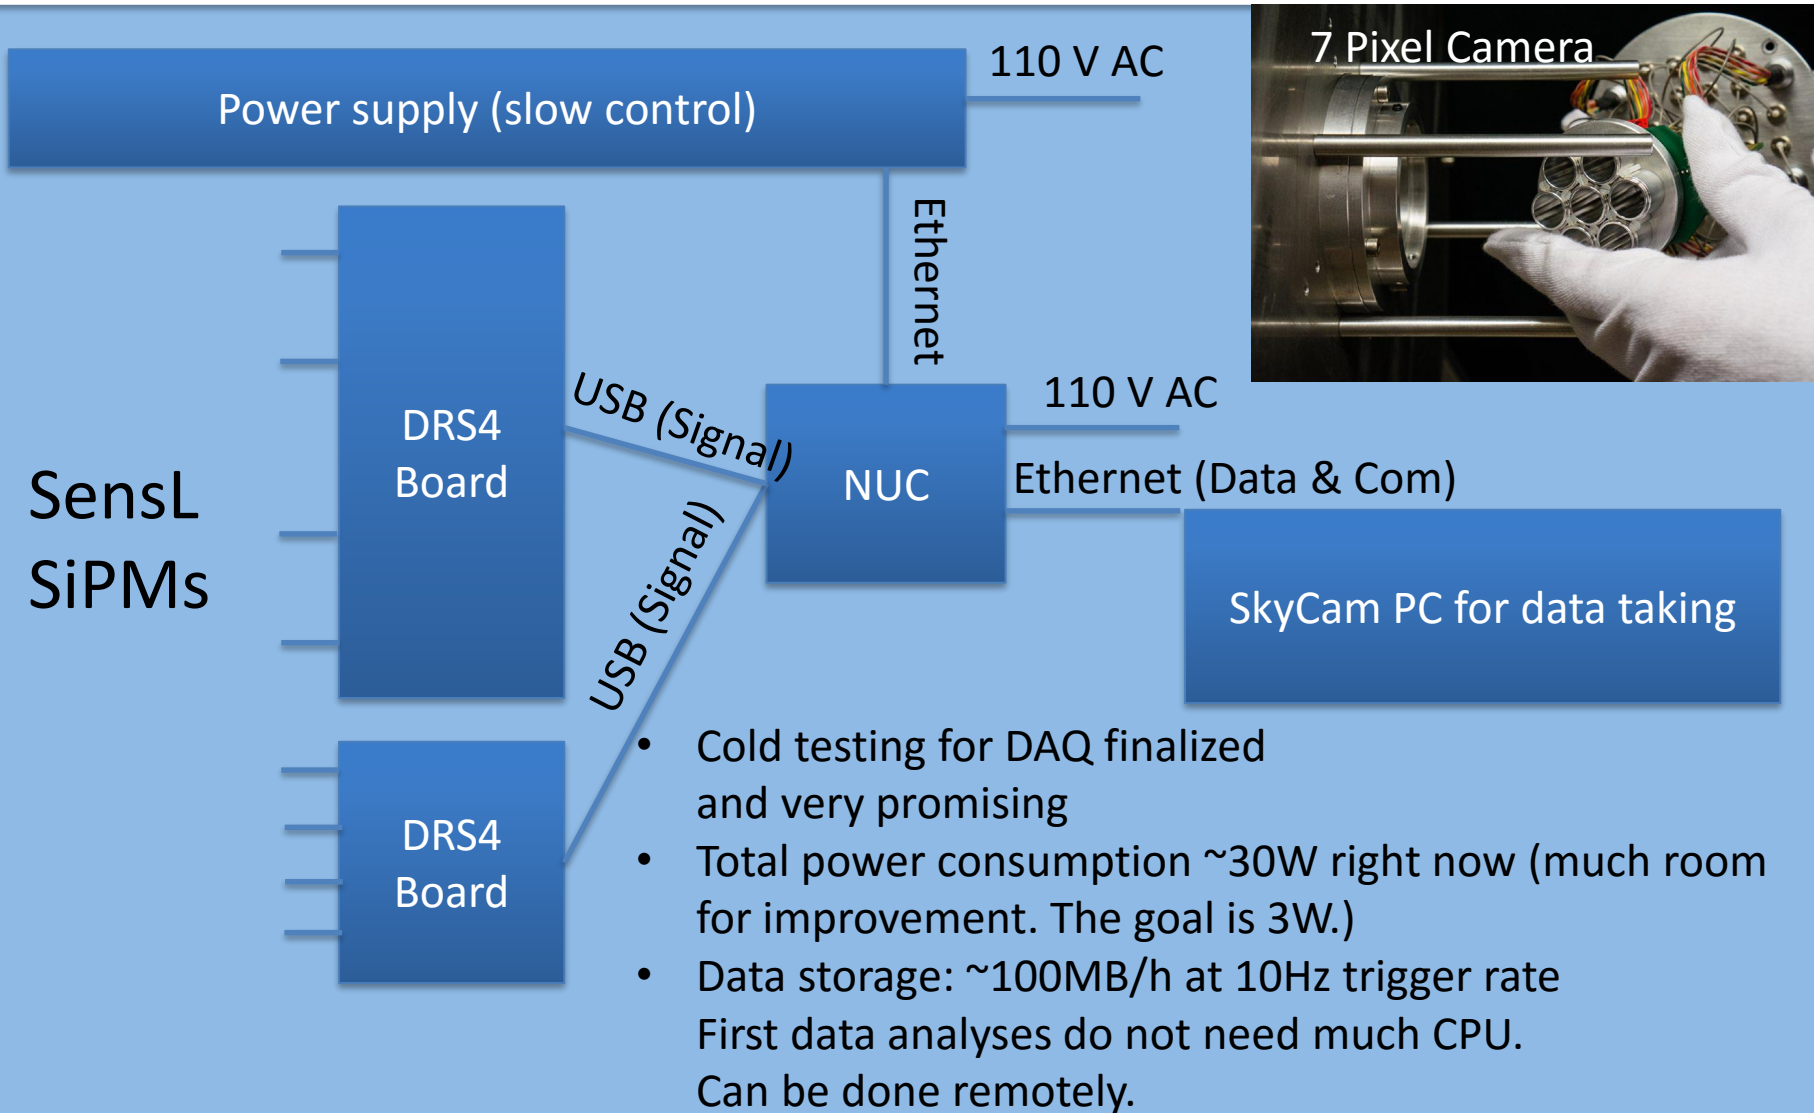 7 Pixel Camera
110 V AC
Power supply (slow control)
Ethernet
USB (Signal)
110 V AC
DRS4
Board
NUC
Ethernet (Data & Com)
SensL
SiPMs
USB (Signal)
SkyCam PC for data taking
DRS4
Board
• Cold testing for DAQ finalized
and very promising
• Total power consumption ~30W right now (much room
for improvement. The goal is 3W.)
• Data storage: ~100MB/h at 10Hz trigger rate
First data analyses do not need much CPU.
Can be done remotely.